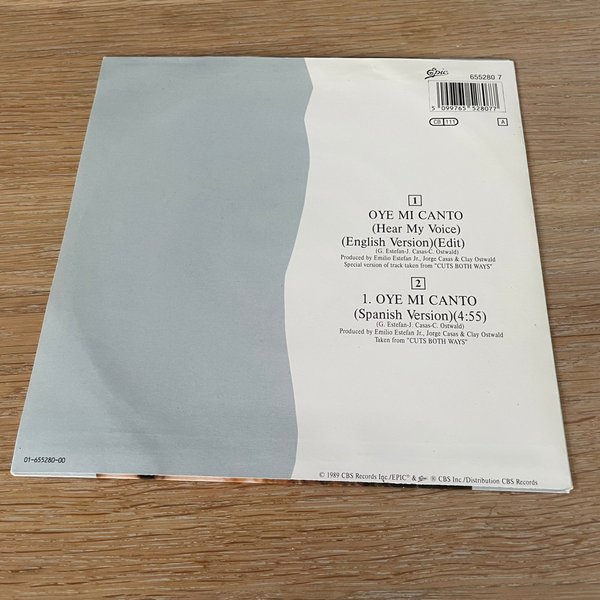 Epic
655280 7
5 099765 528077
CB 111
A
1
OYE MI CANTO
(Hear My Voice)
(English Version)(Edit)
(G. Estefan-J. Casas-C. Ostwald)
Produced by Emilio Estefan Jr., Jorge Casas & Clay Ostwald
Special version of track taken from "CUTS BOTH WAYS"
2
1. OYE MI CANTO
(Spanish Version)(4:55)
(G. Estefan-J. Casas-C. Ostwald)
Produced by Emilio Estefan Jr., Jorge Casas & Clay Ostwald
Taken from "CUTS BOTH WAYS"
01-655280-00
© 1989 CBS Records Inc./EPIC® & ® CBS Inc./Distribution CBS Records